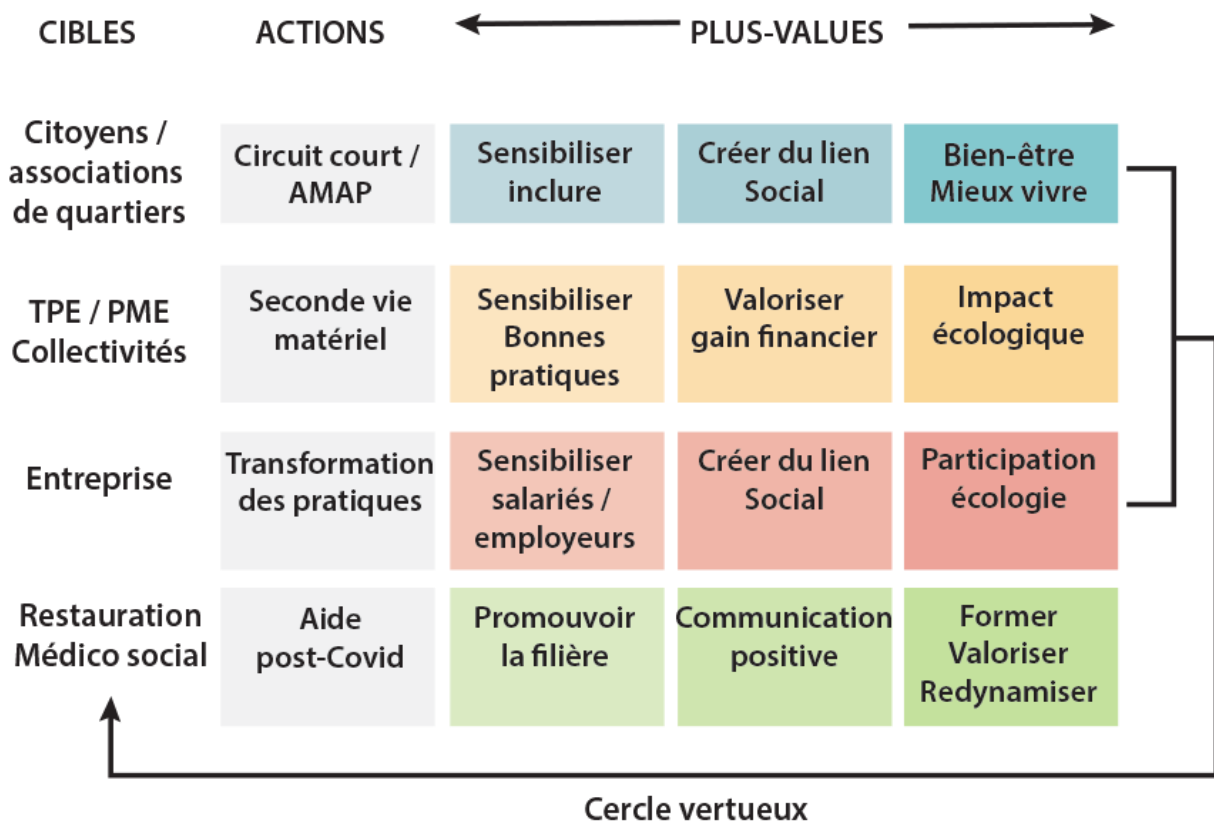 CIBLES
ACTIONS
PLUS-VALUES
Citoyens /
associations
de quartiers
Circuit court /
AMAP
Sensibiliser
inclure
Créer du lien
Social
Bien-être
Mieux vivre
TPE / PME
Collectivités
Seconde vie
matériel
Sensibiliser
Bonnes
pratiques
Valoriser
gain financier
Impact
écologique
Entreprise
Transformation
des pratiques
Sensibiliser
salariés /
employeurs
Créer du lien
Social
Participation
écologie
Restauration
Médico social
Aide
post-Covid
Promouvoir
la filière
Communication
positive
Former
Valoriser
Redynamiser
Cercle vertueux